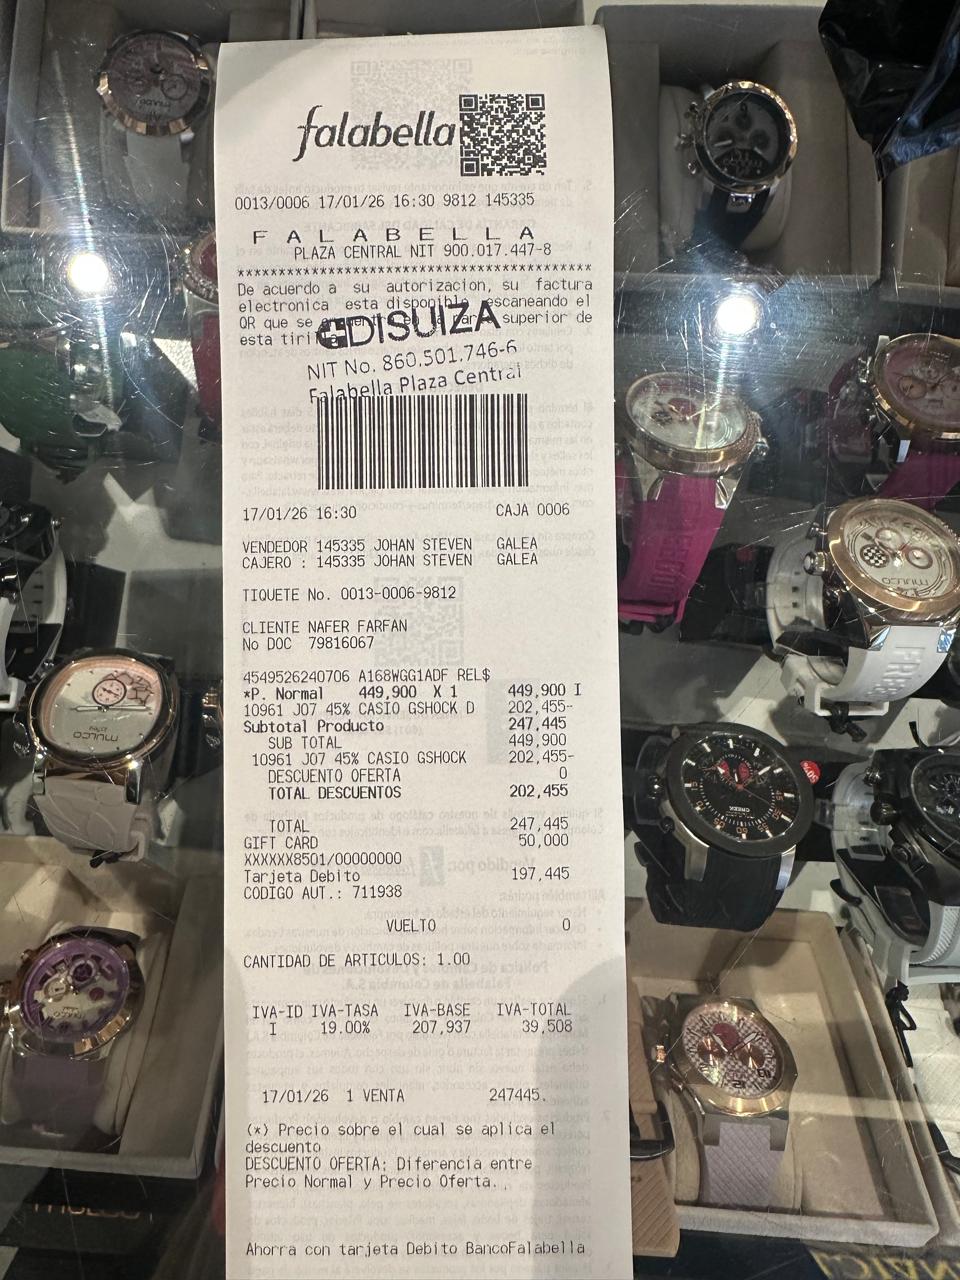 falabella
0013/0006 17/01/26 16:30 9812 145335
F A L A B E L L A
PLAZA CENTRAL NIT 900.017.447-8
************************************************
De acuerdo a su autorizacion, su factura
electronica esta disponible escaneando el
QR que se superior de
esta
DISUIZA
NIT No. 860.501.746-6
Falabella Plaza Central
17/01/26 16:30 CAJA 0006
VENDEDOR 145335 JOHAN STEVEN GALEA
CAJERO : 145335 JOHAN STEVEN GALEA
TIQUETE No. 0013-0006-9812
CLIENTE NAFER FARFAN
No DOC 79816067
4549526240706 A168WGG1ADF REL$
*P. Normal 449,900 X 1 449,900 I
10961 J07 45% CASIO GSHOCK D 202,455-
Subtotal Producto 247,445
SUB TOTAL 449,900
10961 J07 45% CASIO GSHOCK 202,455-
DESCUENTO OFERTA 0
TOTAL DESCUENTOS 202,455
TOTAL 247,445
GIFT CARD 50,000
XXXXXX8501/00000000
Tarjeta Debito 197,445
CODIGO AUT.: 711938
VUELTO 0
CANTIDAD DE ARTICULOS: 1.00
IVA-ID IVA-TASA IVA-BASE IVA-TOTAL
I 19.00% 207,937 39,508
17/01/26 1 VENTA 247445.
(*) Precio sobre el cual se aplica el
descuento
DESCUENTO OFERTA: Diferencia entre
Precio Normal y Precio Oferta.
Ahorra con tarjeta Debito BancoFalabella
MULCO
MULCO
CREEK
50%
MULCO